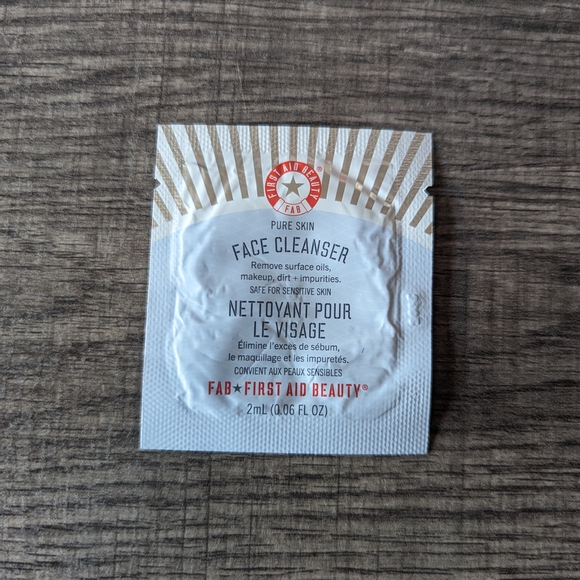 FIRST AID BEAUTY®
FAB
PURE SKIN
FACE CLEANSER
Remove surface oils,
makeup, dirt + impurities.
SAFE FOR SENSITIVE SKIN
NETTOYANT POUR
LE VISAGE
Élimine l'excès de sébum,
le maquillage et les impuretés.
CONVIENT AUX PEAUX SENSIBLES
FAB★FIRST AID BEAUTY®
2mL (0.06 FL OZ)